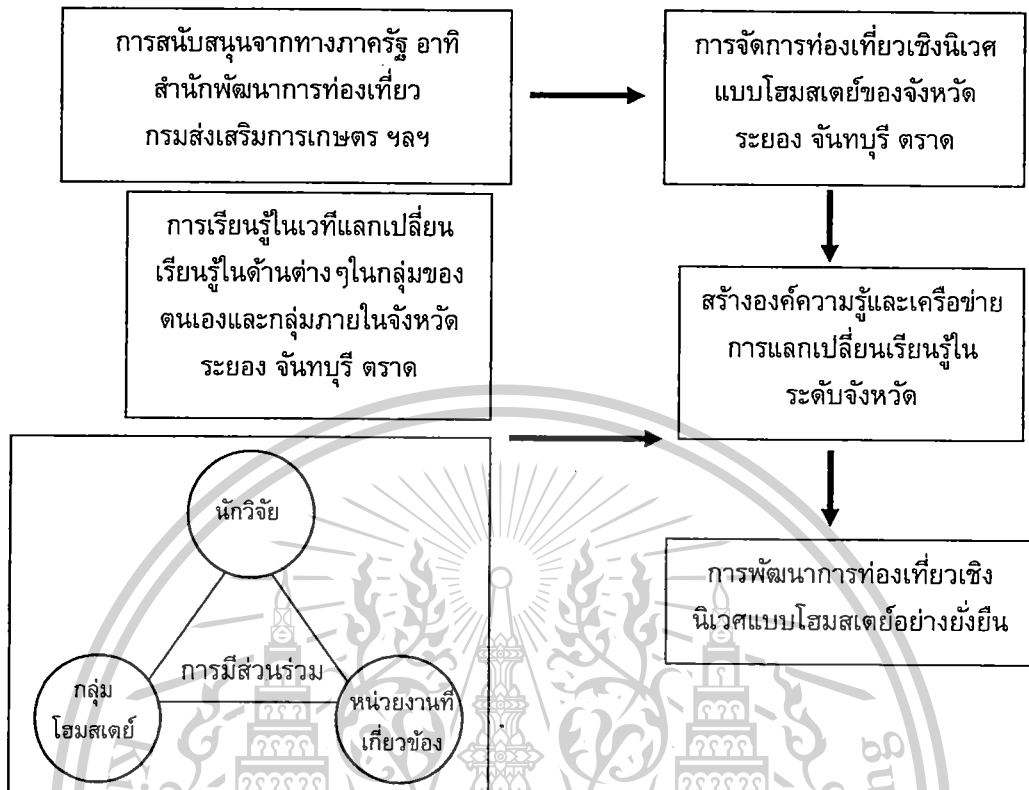 การสนับสนุนจากทางภาครัฐ อาทิ
สำนักพัฒนาการท่องเที่ยว
กรมส่งเสริมการเกษตร ฯลฯ
การจัดการท่องเที่ยวเชิงนิเวศ
แบบโฮมสเตย์ของจังหวัด
ระยอง จันทบุรี ตราด
การเรียนรู้ในเวทีแลกเปลี่ยน
เรียนรู้ในด้านต่าง ๆในกลุ่มของ
ตนเองและกลุ่มภายในจังหวัด
ระยอง จันทบุรี ตราด
สร้างองค์ความรู้และเครือข่าย
การแลกเปลี่ยนเรียนรู้ใน
ระดับจังหวัด
นักวิจัย
การมีส่วนร่วม
กลุ่ม
โฮมสเตย์
หน่วยงานที่
เกี่ยวข้อง
การพัฒนาการท่องเที่ยวเชิง
นิเวศแบบโฮมสเตย์อย่างยั่งยืน